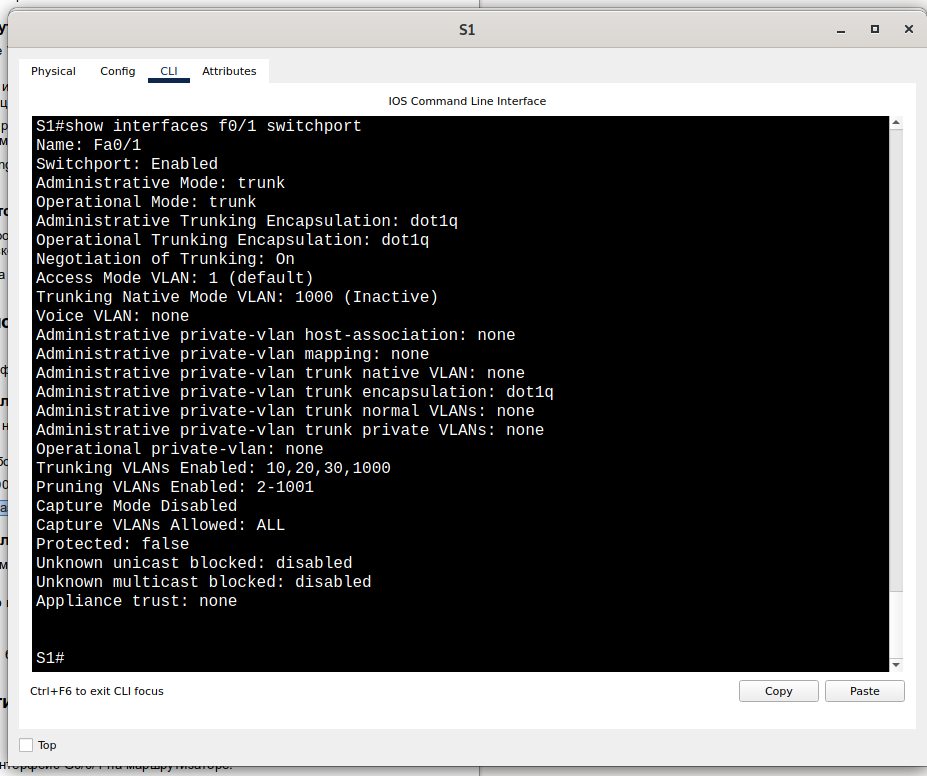 S1
Physical Config CLI Attributes
IOS Command Line Interface
S1#show interfaces f0/1 switchport
Name: Fa0/1
Switchport: Enabled
Administrative Mode: trunk
Operational Mode: trunk
Administrative Trunking Encapsulation: dot1q
Operational Trunking Encapsulation: dot1q
Negotiation of Trunking: On
Access Mode VLAN: 1 (default)
Trunking Native Mode VLAN: 1000 (Inactive)
Voice VLAN: none
Administrative private-vlan host-association: none
Administrative private-vlan mapping: none
Administrative private-vlan trunk native VLAN: none
Administrative private-vlan trunk encapsulation: dot1q
Administrative private-vlan trunk normal VLANs: none
Administrative private-vlan trunk private VLANs: none
Operational private-vlan: none
Trunking VLANs Enabled: 10,20,30,1000
Pruning VLANs Enabled: 2-1001
Capture Mode Disabled
Capture VLANs Allowed: ALL
Protected: false
Unknown unicast blocked: disabled
Unknown multicast blocked: disabled
Appliance trust: none
S1#
Ctrl+F6 to exit CLI focus
Copy Paste
Top